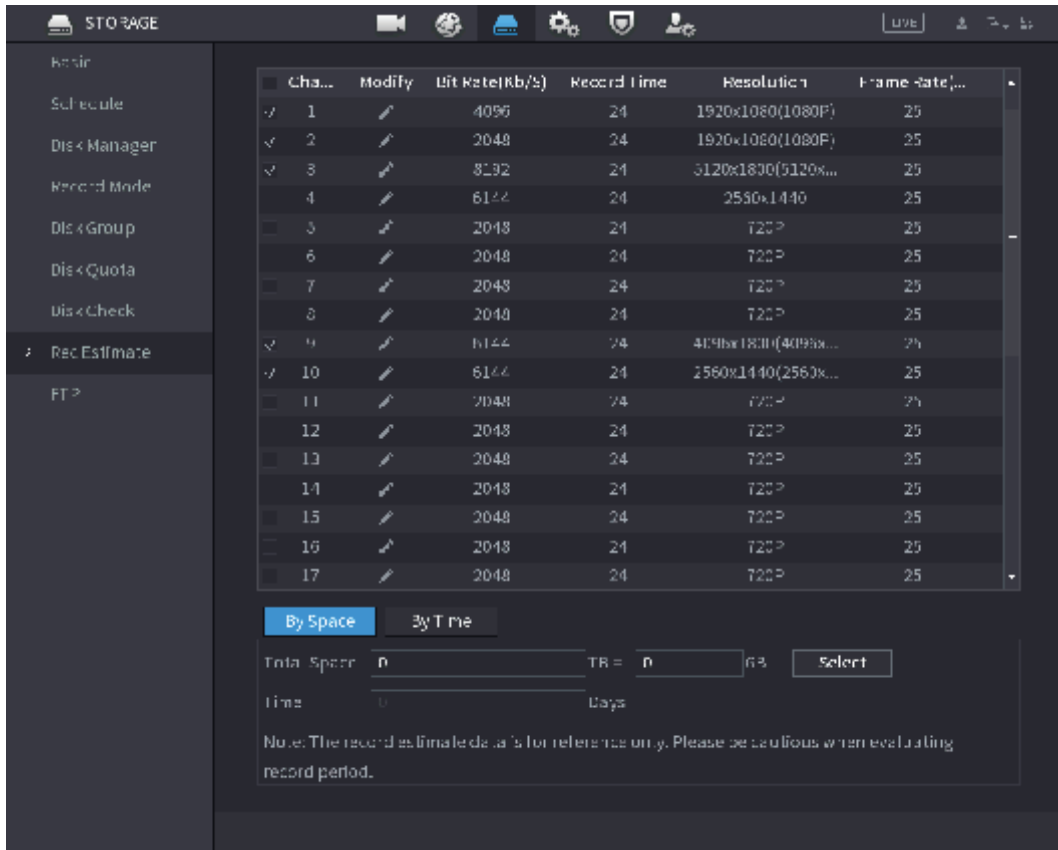 STORAGE LIVE
Basic
Schedule
Disk Manager
Record Mode
Disk Group
Disk Quota
Disk Check
Rec Estimate
FTP
Cha... Modify Bit Rate(Kb/S) Record Time Resolution Frame Rate(...
1 4096 24 1920x1080(1080P) 25
2 2048 24 1920x1080(1080P) 25
3 8192 24 5120x1800(5120x... 25
4 6144 24 2560x1440 25
5 2048 24 720P 25
6 2048 24 720P 25
7 2048 24 720P 25
8 2048 24 720P 25
9 6144 24 4096x1800(4096x... 25
10 6144 24 2560x1440(2560x... 25
11 2048 24 720P 25
12 2048 24 720P 25
13 2048 24 720P 25
14 2048 24 720P 25
15 2048 24 720P 25
16 2048 24 720P 25
17 2048 24 720P 25
By Space By Time
Total Space 0 TB = 0 GB Select
Time 0 Days
Note: The record estimate data is for reference only. Please be cautious when evaluating
record period.